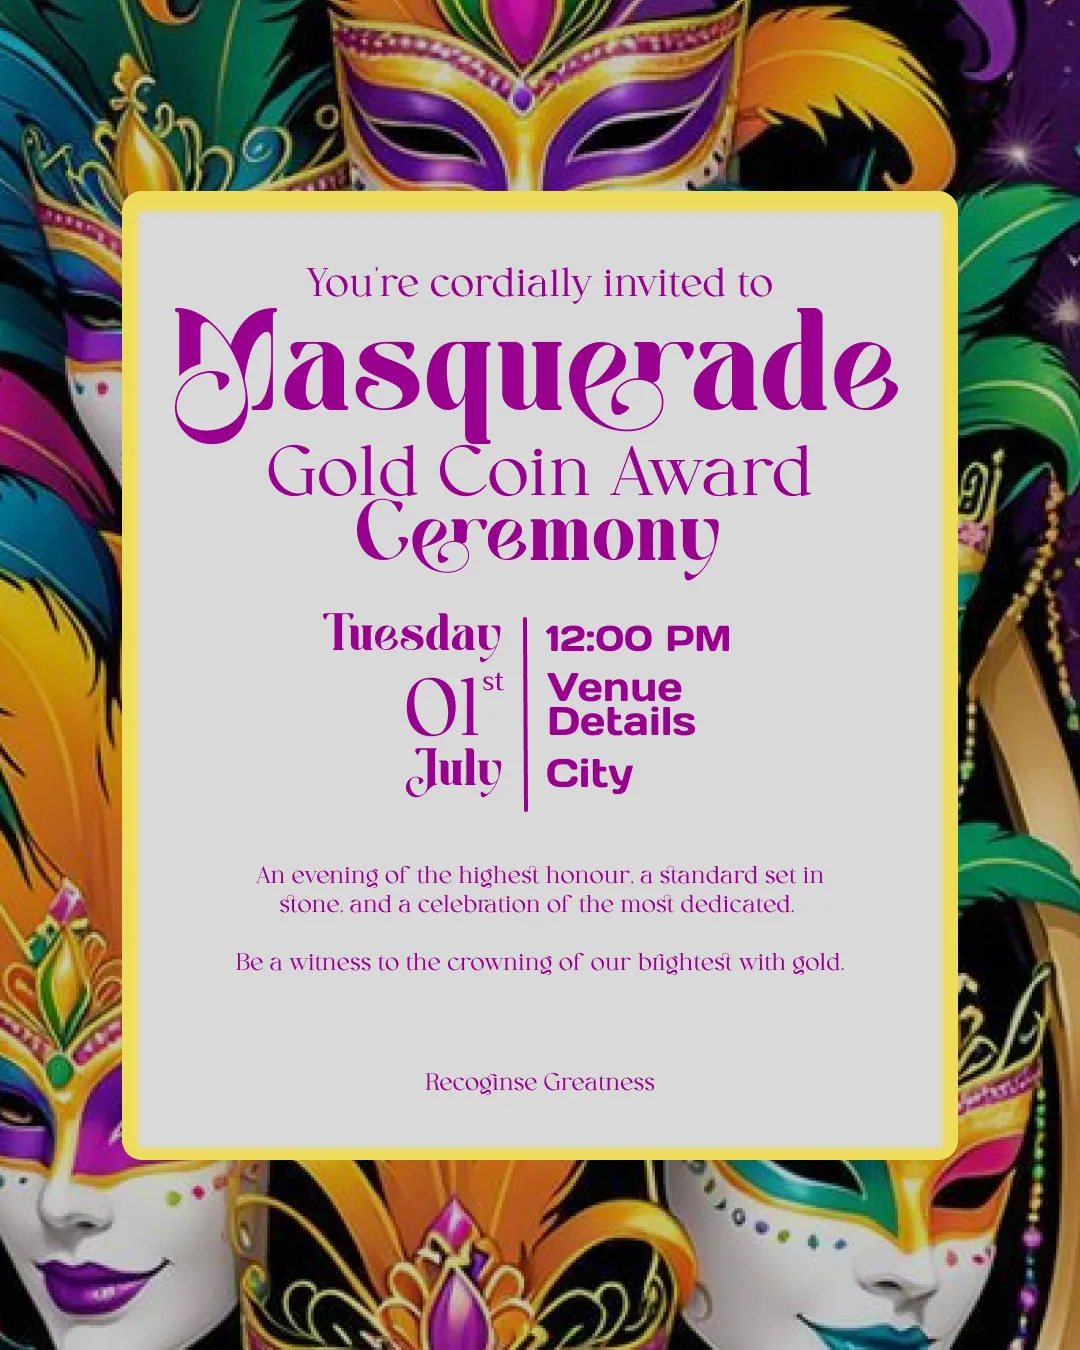 You're cordially invited to
Masquerade
Gold Coin Award
Ceremony
Tuesday
01st
July
12:00 PM
Venue
Details
City
An evening of the highest honour, a standard set in
stone, and a celebration of the most dedicated.
Be a witness to the crowning of our brightest with gold.
Recoginse Greatness